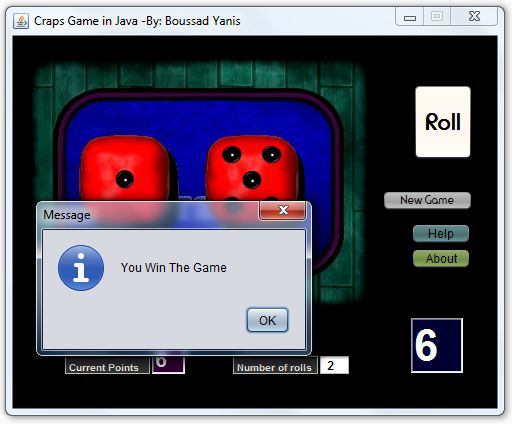 Craps Game in Java -By: Boussad Yanis
Roll
New Game
Help
About
Message
You Win The Game
OK
Current Points
6
Number of rolls
2
6